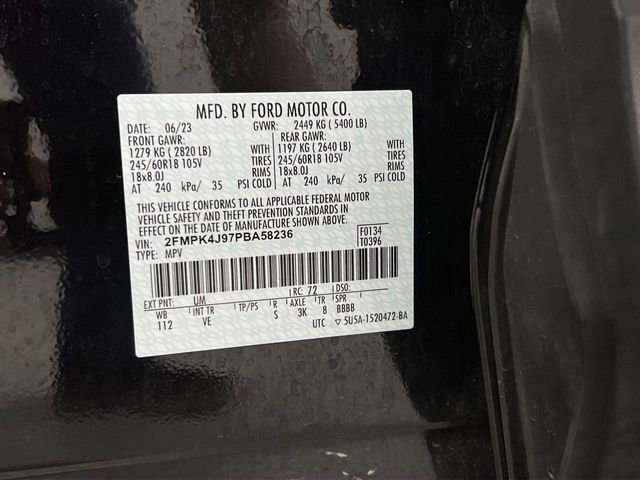 MFD. BY FORD MOTOR CO.
DATE: 06/23 GVWR: 2449 KG ( 5400 LB)
FRONT GAWR: REAR GAWR:
1279 KG ( 2820 LB) WITH 1197 KG ( 2640 LB) WITH
245/60R18 105V TIRES 245/60R18 105V TIRES
18x8.0J RIMS 18x8.0J RIMS
AT 240 kPa/ 35 PSI COLD AT 240 kPa/ 35 PSI COLD
THIS VEHICLE CONFORMS TO ALL APPLICABLE FEDERAL MOTOR
VEHICLE SAFETY AND THEFT PREVENTION STANDARDS IN
EFFECT ON THE DATE OF MANUFACTURE SHOWN ABOVE.
VIN: 2FMPK4J97PBA58236 F0134
TYPE: MPV T0396
EXT PNT: UM RC: 72 DSO:
WB INT TR TP/PS R AXLE TR SPR
112 VE S 3K 8 BBBB
UTC 5U5A-1520472-BA